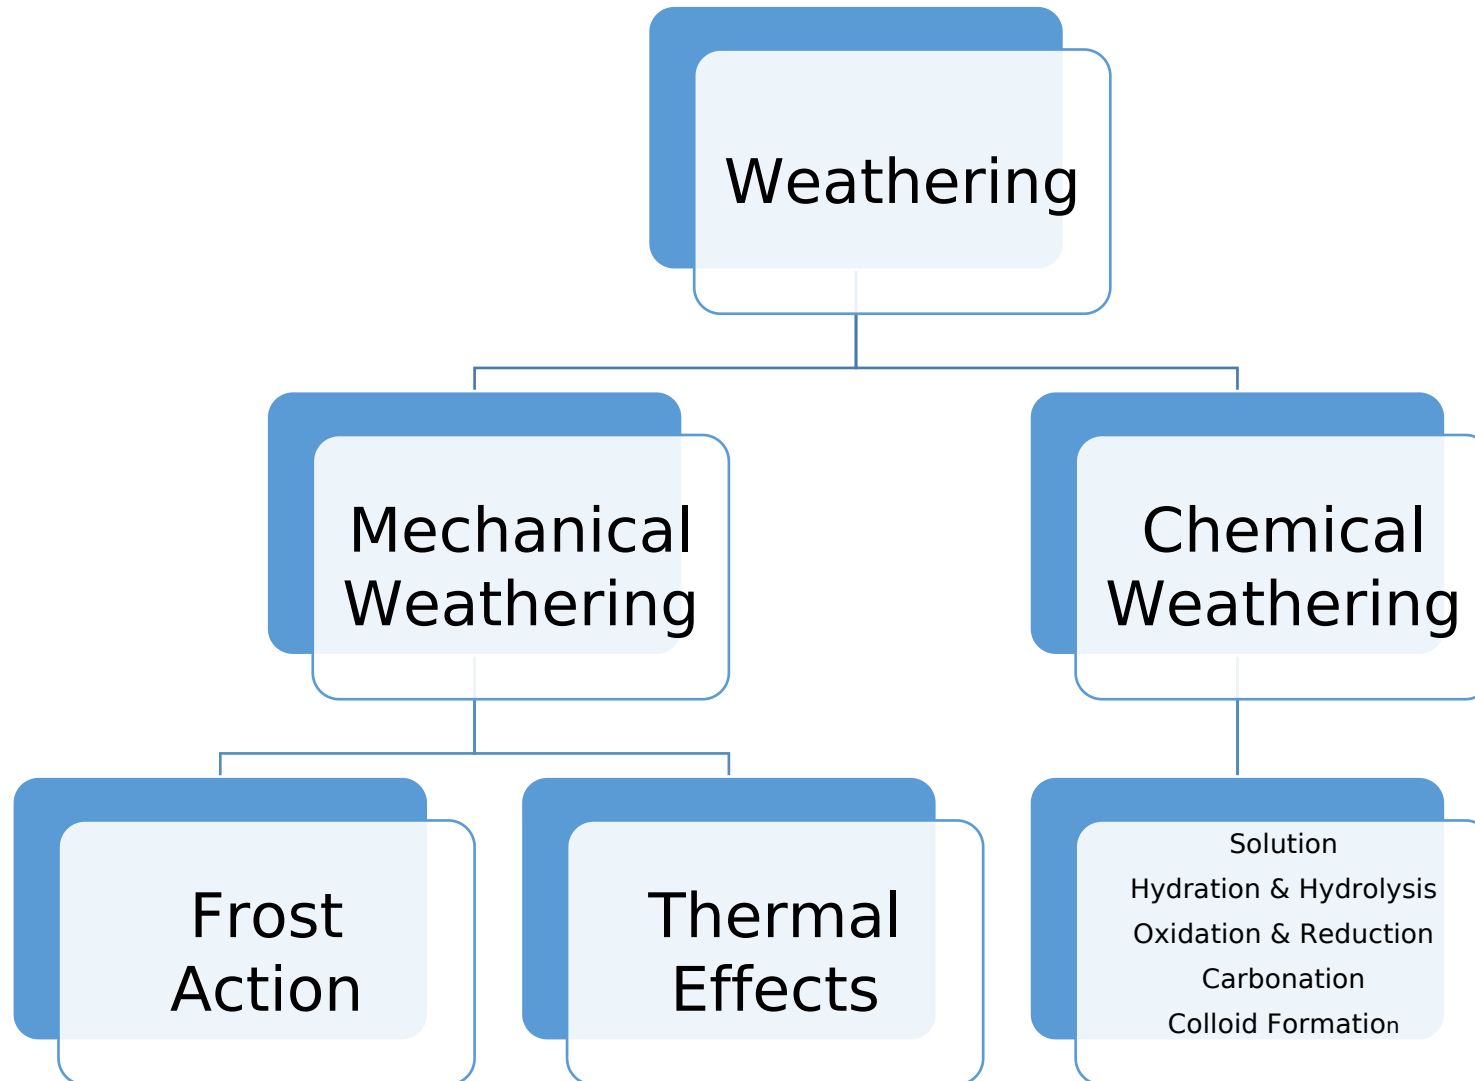 Weathering
Mechanical
Weathering
Chemical
Weathering
Frost
Action
Thermal
Effects
Solution
Hydration & Hydrolysis
Oxidation & Reduction
Carbonation
Colloid Formation